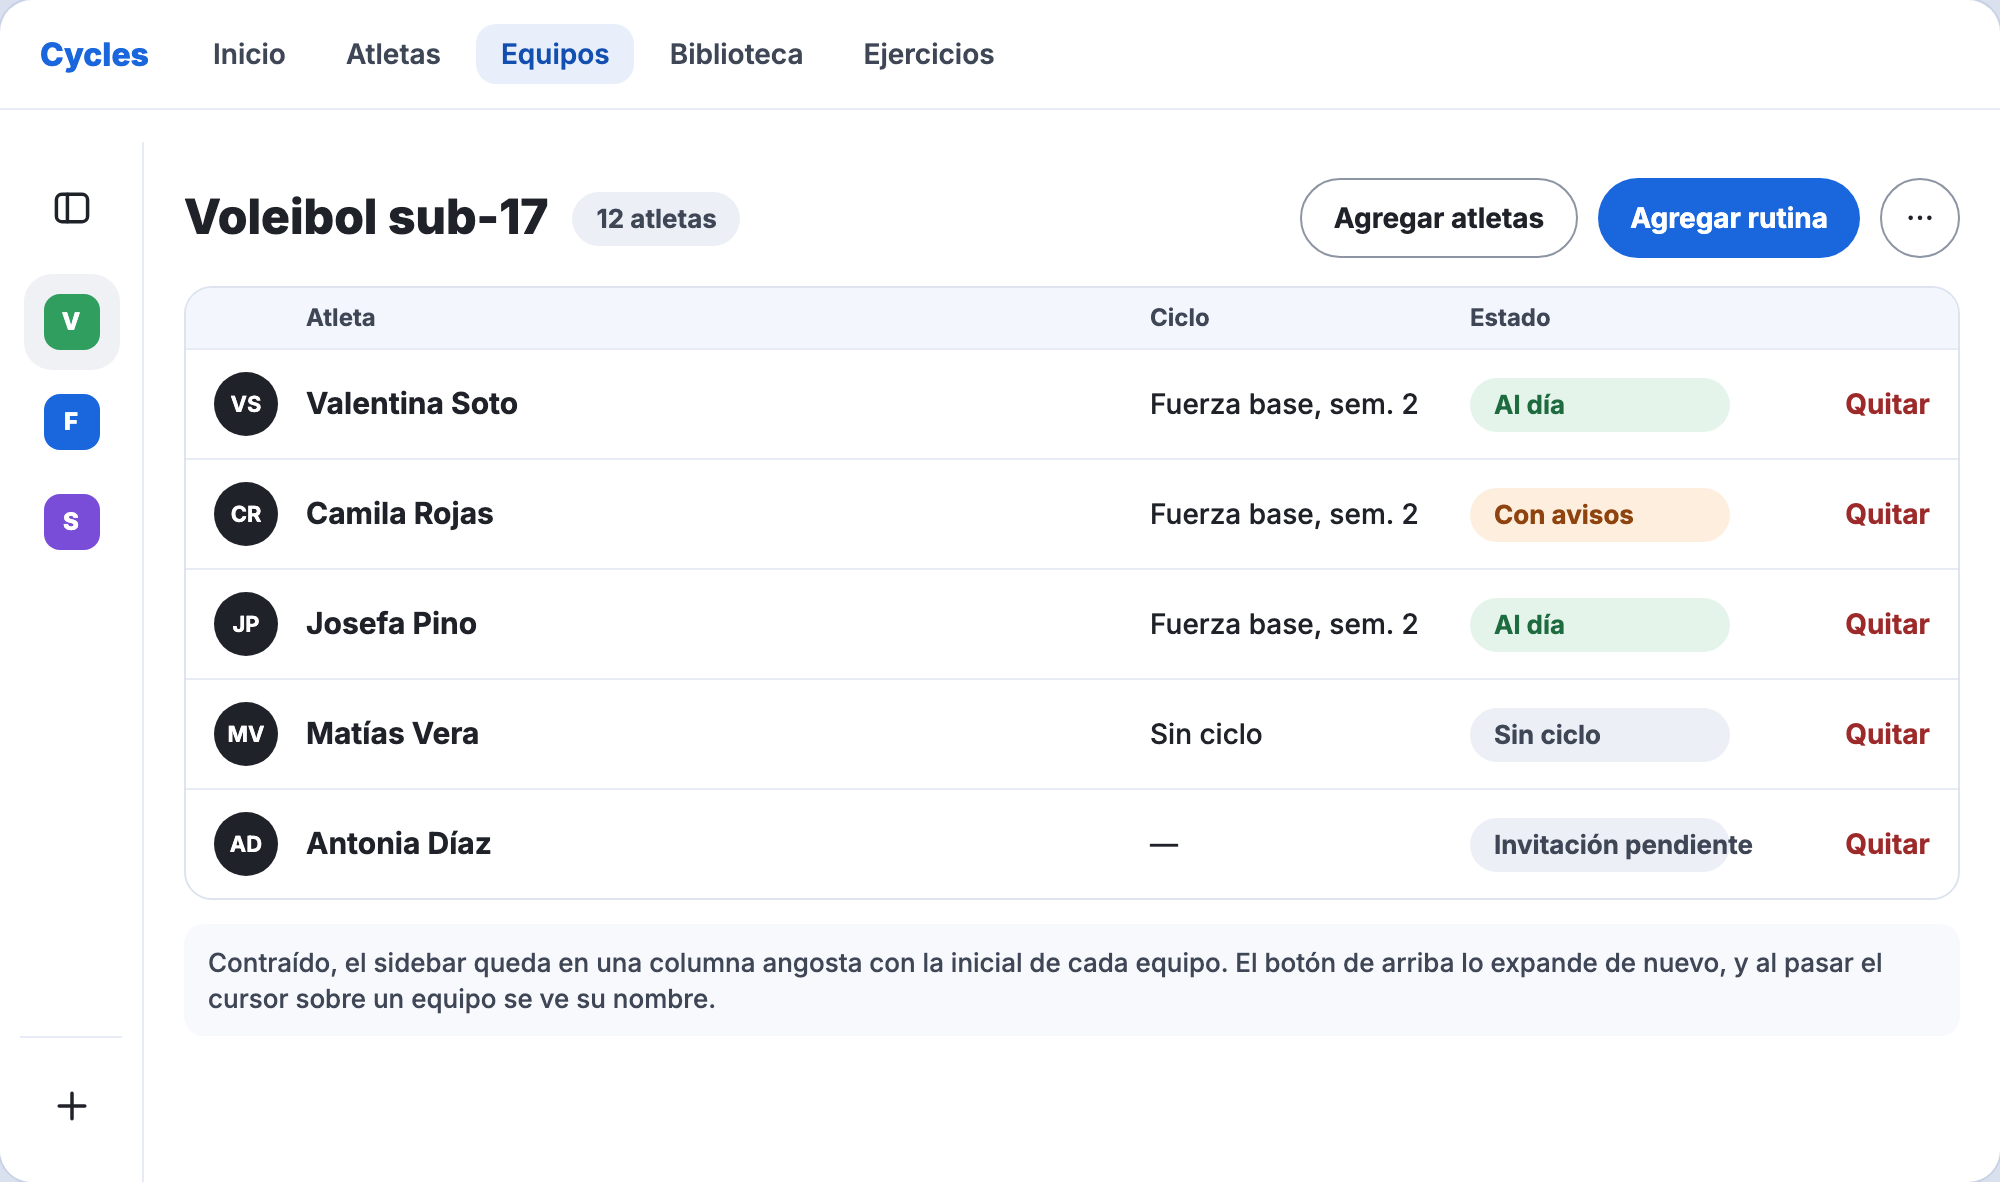 Cycles Inicio Atletas Equipos Biblioteca Ejercicios
Voleibol sub-17 12 atletas Agregar atletas Agregar rutina ...
Atleta Ciclo Estado
V
VS Valentina Soto Fuerza base, sem. 2 Al día Quitar
F
CR Camila Rojas Fuerza base, sem. 2 Con avisos Quitar
S
JP Josefa Pino Fuerza base, sem. 2 Al día Quitar
MV Matías Vera Sin ciclo Sin ciclo Quitar
AD Antonia Díaz — Invitación pendiente Quitar
Contraído, el sidebar queda en una columna angosta con la inicial de cada equipo. El botón de arriba lo expande de nuevo, y al pasar el
cursor sobre un equipo se ve su nombre.